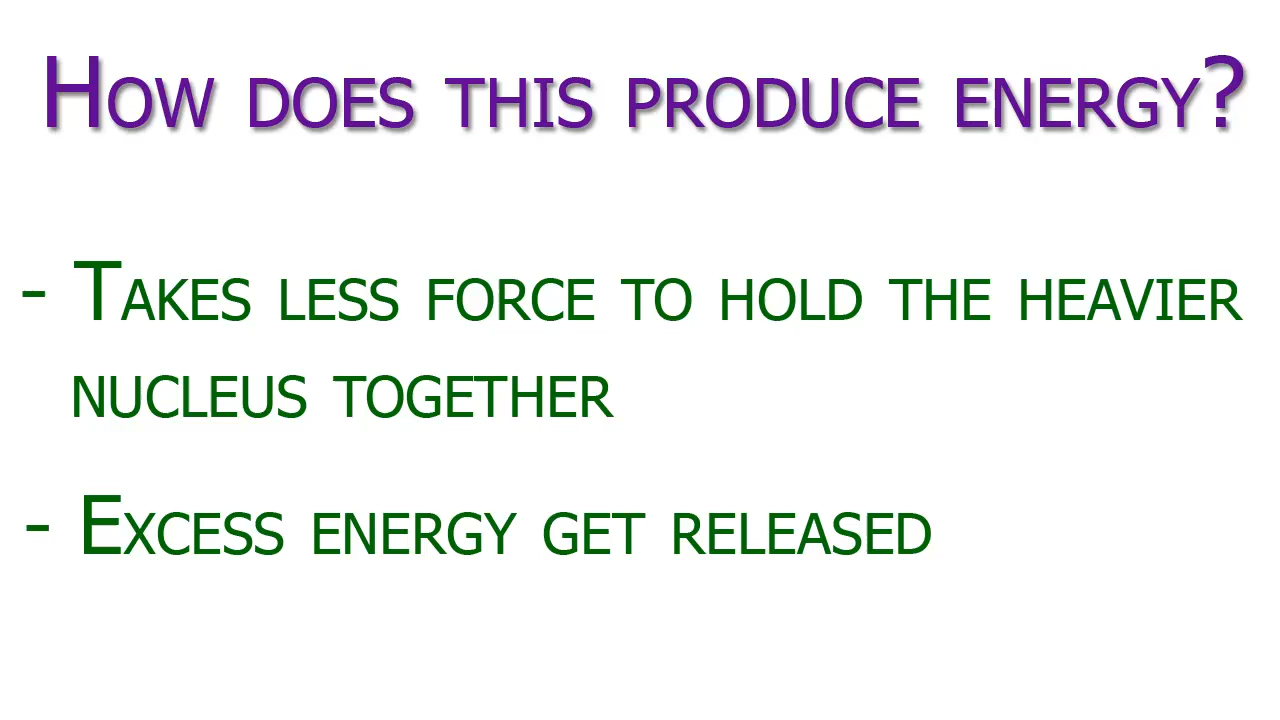 How does this produce energy?
- Takes less force to hold the heavier
nucleus together
- Excess energy get released